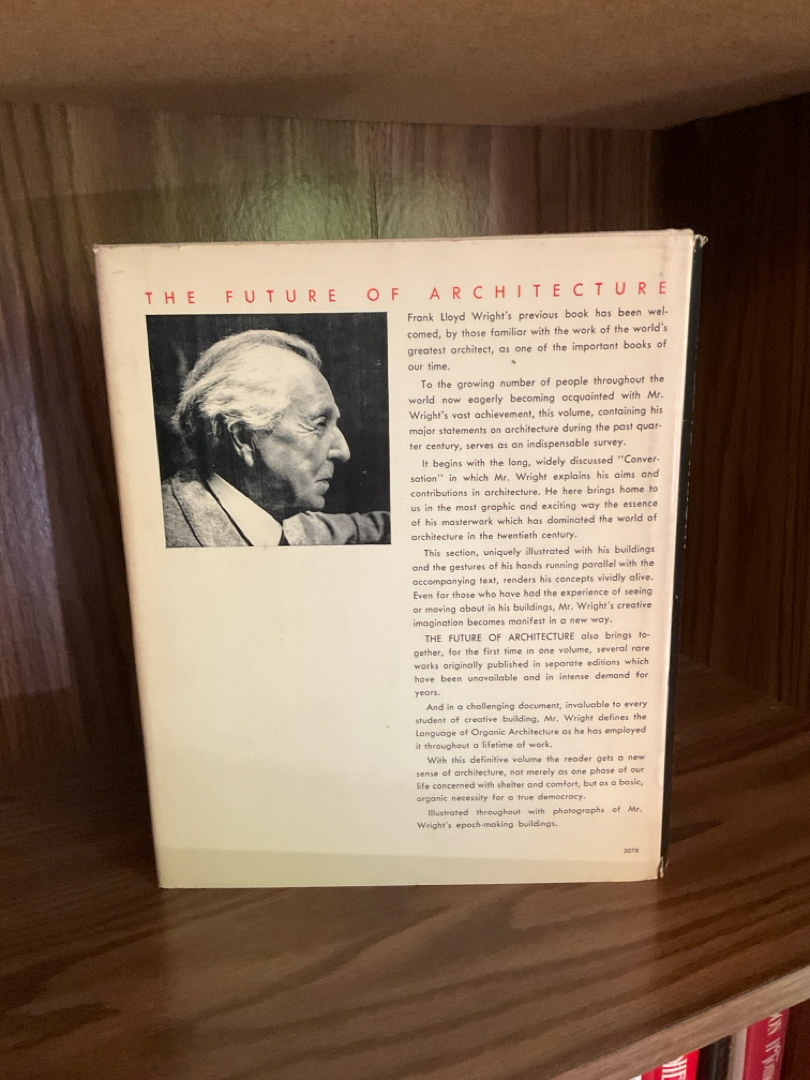 THE FUTURE OF ARCHITECTURE
Frank Lloyd Wright's previous book has been wel-
comed, by those familiar with the work of the world's
greatest architect, as one of the important books of
our time.
To the growing number of people throughout the
world now eagerly becoming acquainted with Mr.
Wright's vast achievement, this volume, containing his
major statements on architecture during the past quar-
ter century, serves as an indispensable survey.
It begins with the long, widely discussed "Conver-
sation" in which Mr. Wright explains his aims and
contributions in architecture. He here brings home to
us in the most graphic and exciting way the essence
of his masterwork which has dominated the world of
architecture in the twentieth century.
This section, uniquely illustrated with his buildings
and the gestures of his hands running parallel with the
accompanying text, renders his concepts vividly alive.
Even for those who have had the experience of seeing
or moving about in his buildings, Mr. Wright's creative
imagination becomes manifest in a new way.
THE FUTURE OF ARCHITECTURE also brings to-
gether, for the first time in one volume, several rare
works originally published in separate editions which
have been unavailable and in intense demand for
years.
And in a challenging document, invaluable to every
student of creative building, Mr. Wright defines the
Language of Organic Architecture as he has employed
it throughout a lifetime of work.
With this definitive volume the reader gets a new
sense of architecture, not merely as one phase of our
life concerned with shelter and comfort, but as a basic,
organic necessity for a true democracy.
Illustrated throughout with photographs of Mr.
Wright's epoch-making buildings.
2078